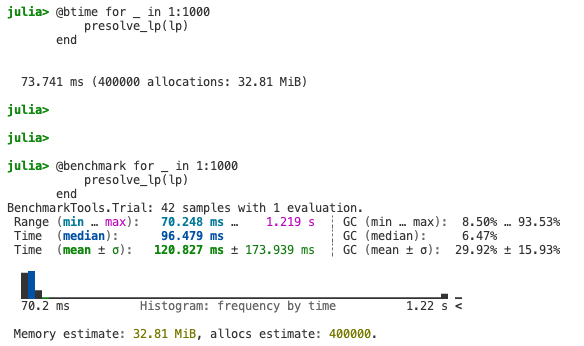 julia> @btime for _ in 1:1000
           presolve_lp(lp)
       end
  73.741 ms (400000 allocations: 32.81 MiB)
julia>
julia>
julia> @benchmark for _ in 1:1000
           presolve_lp(lp)
       end
BenchmarkTools.Trial: 42 samples with 1 evaluation.
 Range (min … max):   70.248 ms …   1.219 s  ┊ GC (min … max):  8.50% … 93.53%
 Time  (median):      96.479 ms              ┊ GC (median):     6.47%
 Time  (mean ± σ):   120.827 ms ± 173.939 ms ┊ GC (mean ± σ):  29.92% ± 15.93%
  70.2 ms          Histogram: frequency by time          1.22 s <
 Memory estimate: 32.81 MiB, allocs estimate: 400000.